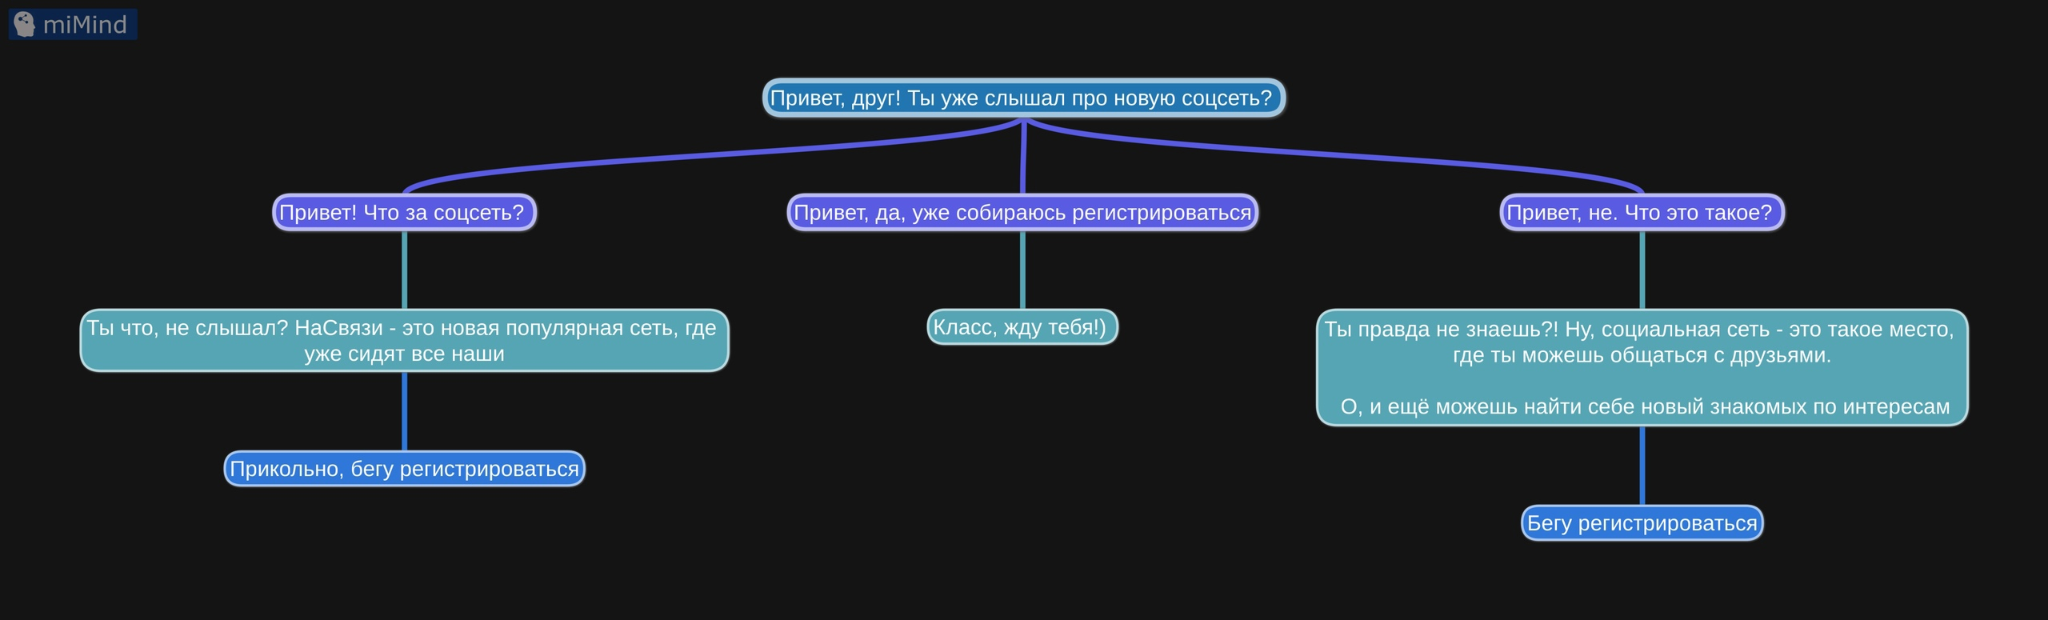 miMind
Привет, друг! Ты уже слышал про новую соцсеть?
Привет! Что за соцсеть?
Привет, да, уже собираюсь регистрироваться
Привет, не. Что это такое?
Ты что, не слышал? НаСвязи - это новая популярная сеть, где
уже сидят все наши
Класс, жду тебя!)
Ты правда не знаешь?! Ну, социальная сеть - это такое место,
где ты можешь общаться с друзьями.
О, и ещё можешь найти себе новый знакомых по интересам
Прикольно, бегу регистрироваться
Бегу регистрироваться